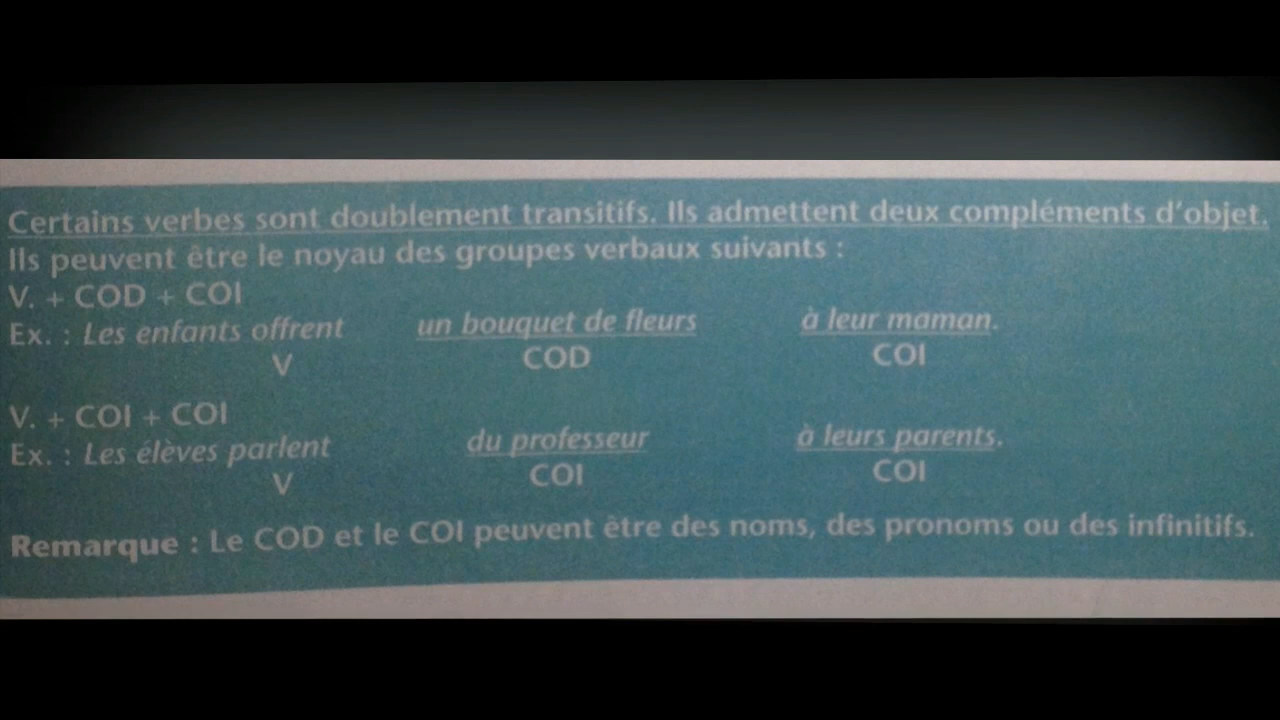 Certains verbes sont doublement transitifs. Ils admettent deux compléments d'objet.
Ils peuvent être le noyau des groupes verbaux suivants :
V. + COD + COI
Ex. : Les enfants offrent un bouquet de fleurs à leur maman.
V COD COI
V. + COI + COI
Ex. : Les élèves parlent du professeur à leurs parents.
V COI COI
Remarque : Le COD et le COI peuvent être des noms, des pronoms ou des infinitifs.